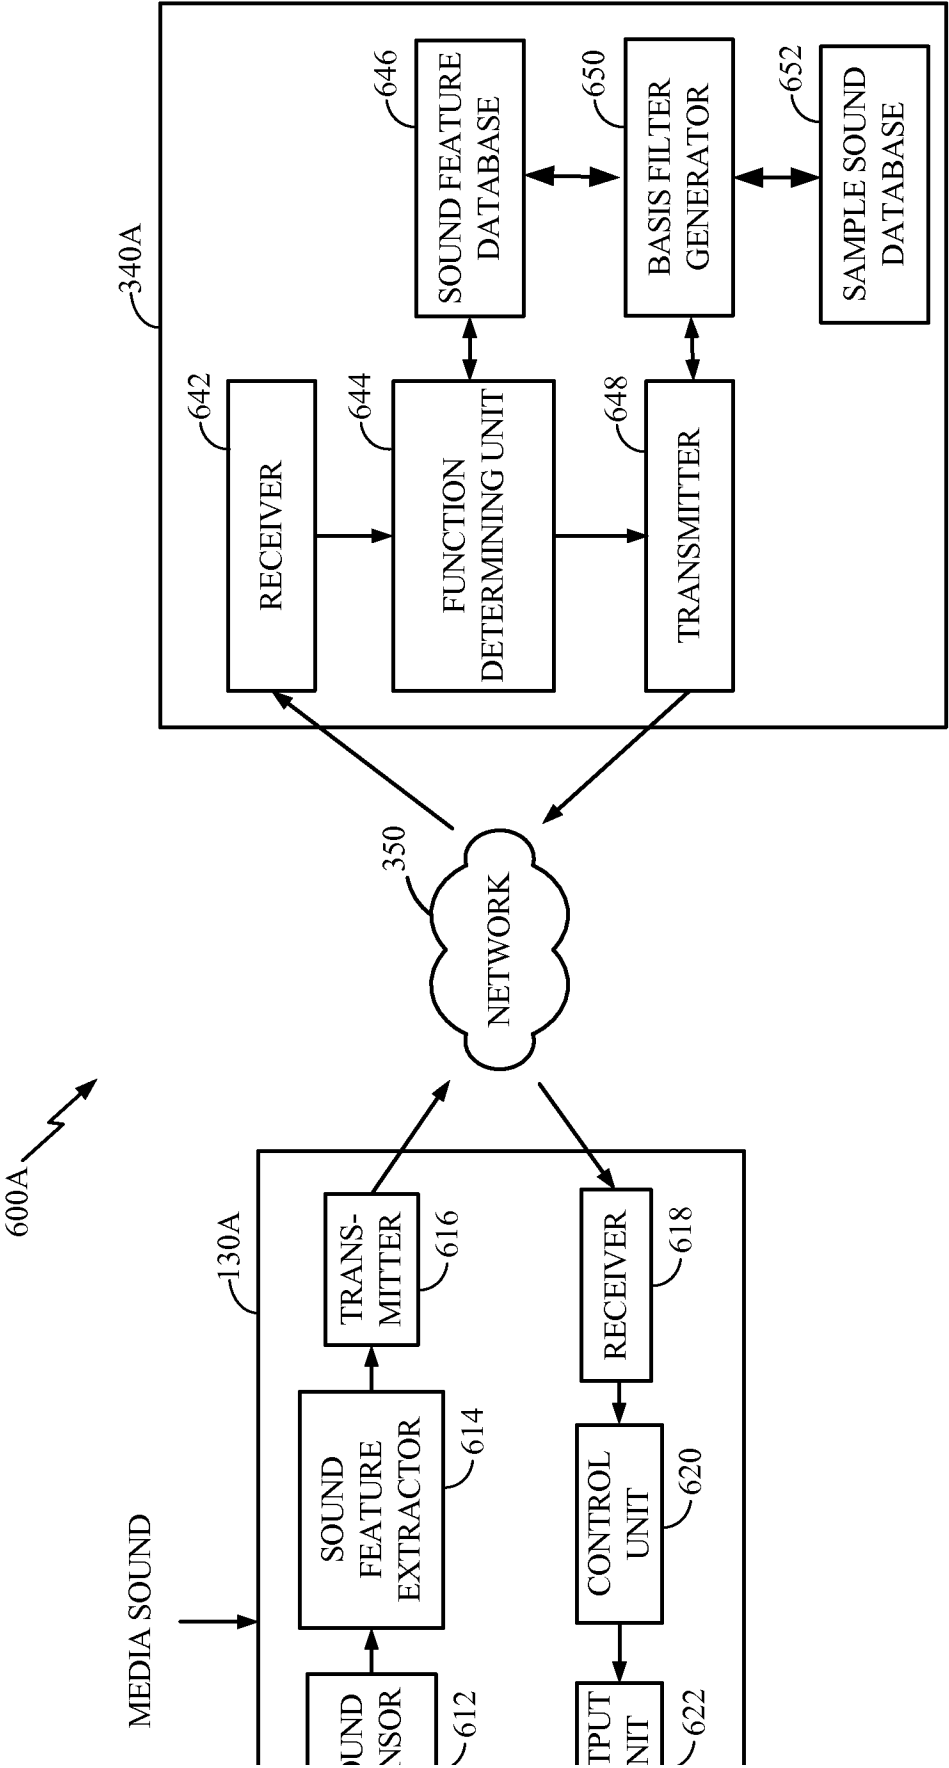 600A
MEDIA SOUND
130A
612
SOUND
FEATURE
EXTRACTOR
614
TRANS-
MITTER
616
RECEIVER
618
CONTROL
UNIT
620
622
NETWORK
350
340A
RECEIVER
642
FUNCTION
DETERMINING UNIT
644
SOUND FEATURE
DATABASE
646
TRANSMITTER
648
BASIS FILTER
GENERATOR
650
SAMPLE SOUND
DATABASE
652